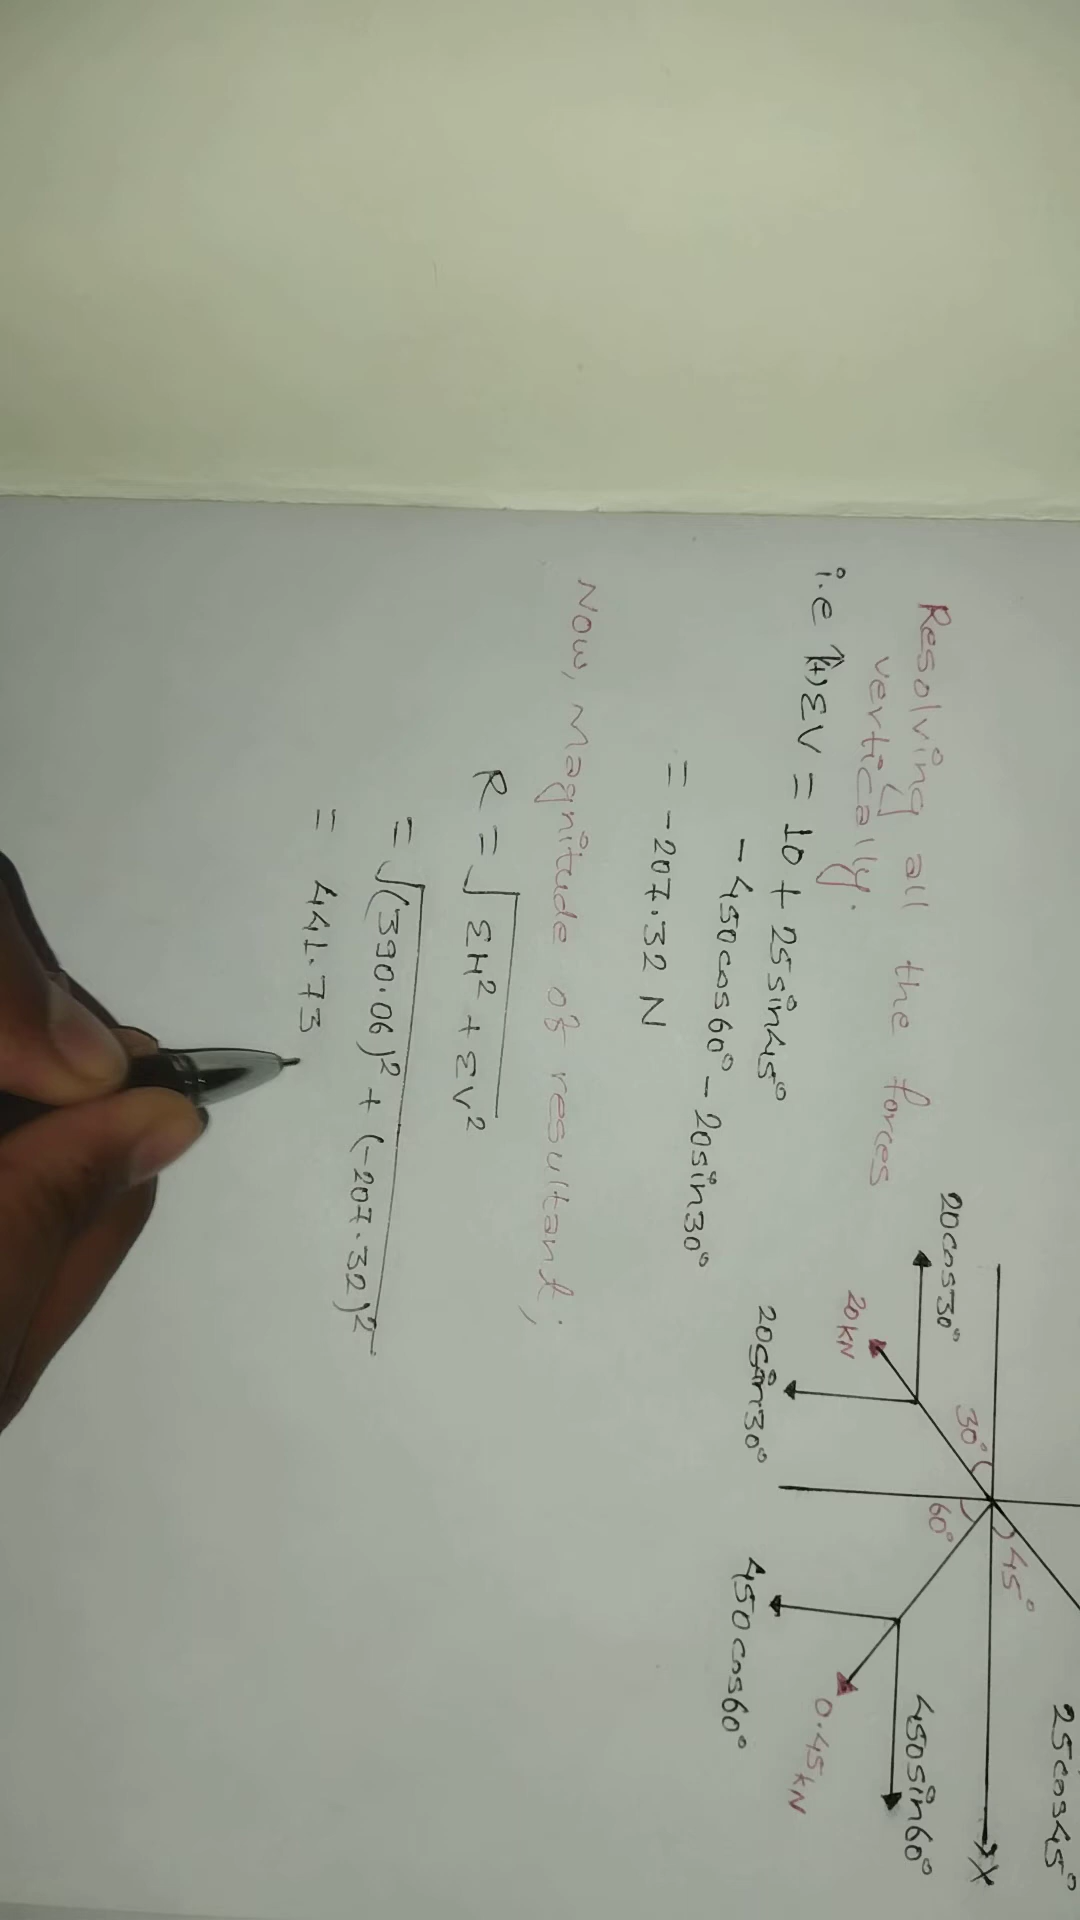 Resolving all the forces
vertically.
i.e ↑(+) ΣV = 10 + 25sin45°
- 450cos60° - 20sin30°
= -207.32 N
Now, Magnitude of resultant;
R = √ΣH² + ΣV²
= √(390.06)² + (-207.32)²
= 441.73
25cos45°
45°
X
20cos30°
30°
60°
450sin60°
20KN
0.45KN
20sin30°
450cos60°